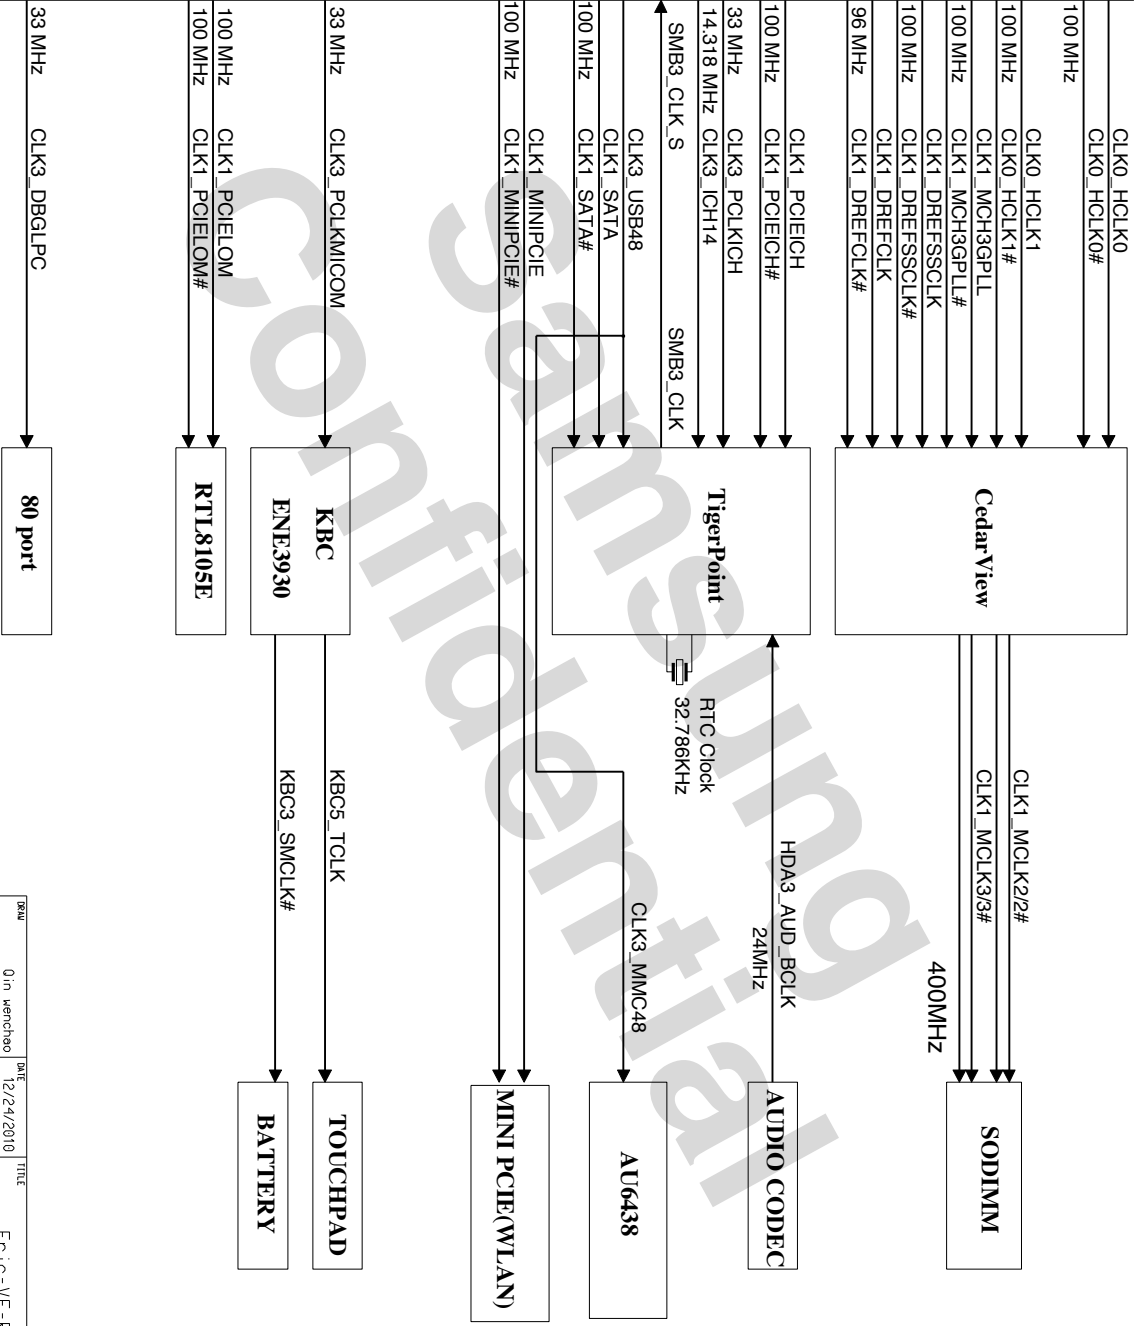 100 MHz
CLK0_HCLK0
CLK0_HCLK0#
100 MHz
CLK0_HCLK1
CLK0_HCLK1#
100 MHz
CLK1_MCH3GPLL
CLK1_MCH3GPLL#
100 MHz
CLK1_DREFSSCLK
CLK1_DREFSSCLK#
96 MHz
CLK1_DREFCLK
CLK1_DREFCLK#
CedarView
CLK1_MCLK2/2#
CLK1_MCLK3/3#
400MHz
SODIMM
100 MHz
CLK1_PCIEICH
CLK1_PCIEICH#
33 MHz
CLK3_PCLKICH
14.318 MHz
CLK3_ICH14
SMB3_CLK_S
SMB3_CLK
CLK3_USB48
CLK1_SATA
100 MHz
CLK1_SATA#
TigerPoint
RTC Clock
32.786KHz
HDA3_AUD_BCLK
24MHz
AUDIO CODEC
CLK3_MMC48
AU6438
CLK1_MINIPCIE
100 MHz
CLK1_MINIPCIE#
MINI PCIE(WLAN)
33 MHz
CLK3_PCLKMICOM
KBC
ENE3930
KBC5_TCLK
TOUCHPAD
KBC3_SMCLK#
BATTERY
100 MHz
CLK1_PCIELOM
100 MHz
CLK1_PCIELOM#
RTL8105E
33 MHz
CLK3_DBGLPC
80 port
Samsung
Confidential
DRAW
Qin wenchao
DATE
12/24/2010
TITLE